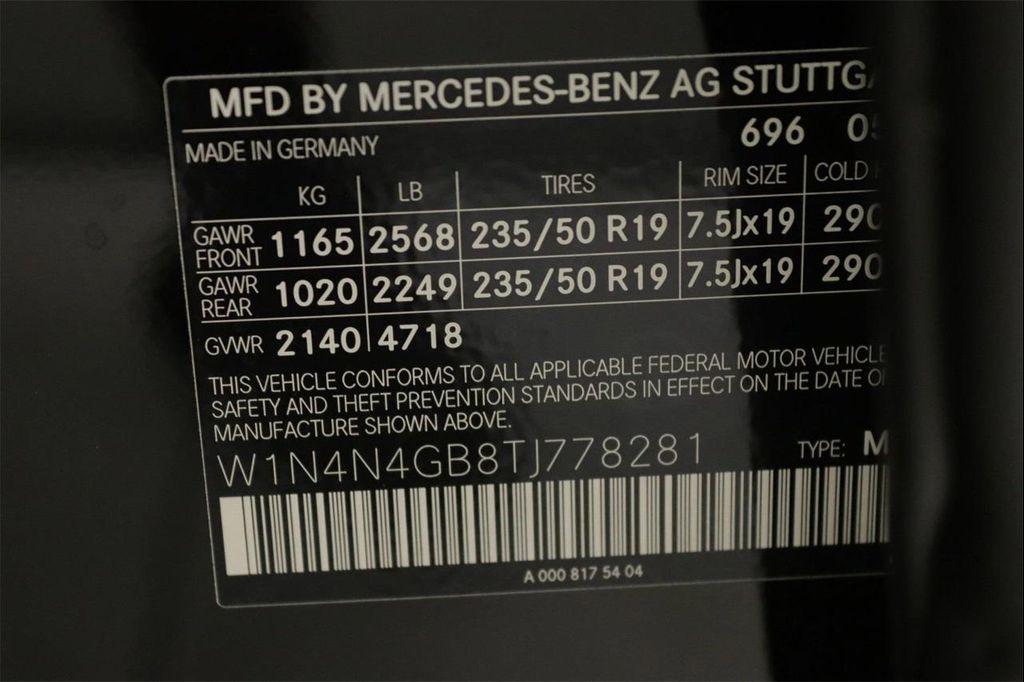 MFD BY MERCEDES-BENZ AG STUTTG
MADE IN GERMANY 696 05
KG LB TIRES RIM SIZE COLD
GAWR FRONT 1165 2568 235/50 R19 7.5Jx19 290
GAWR REAR 1020 2249 235/50 R19 7.5Jx19 290
GVWR 2140 4718
THIS VEHICLE CONFORMS TO ALL APPLICABLE FEDERAL MOTOR VEHICLE
SAFETY AND THEFT PREVENTION STANDARDS IN EFFECT ON THE DATE OF
MANUFACTURE SHOWN ABOVE.
W1N4N4GB8TJ778281 TYPE: M
A 000 817 54 04